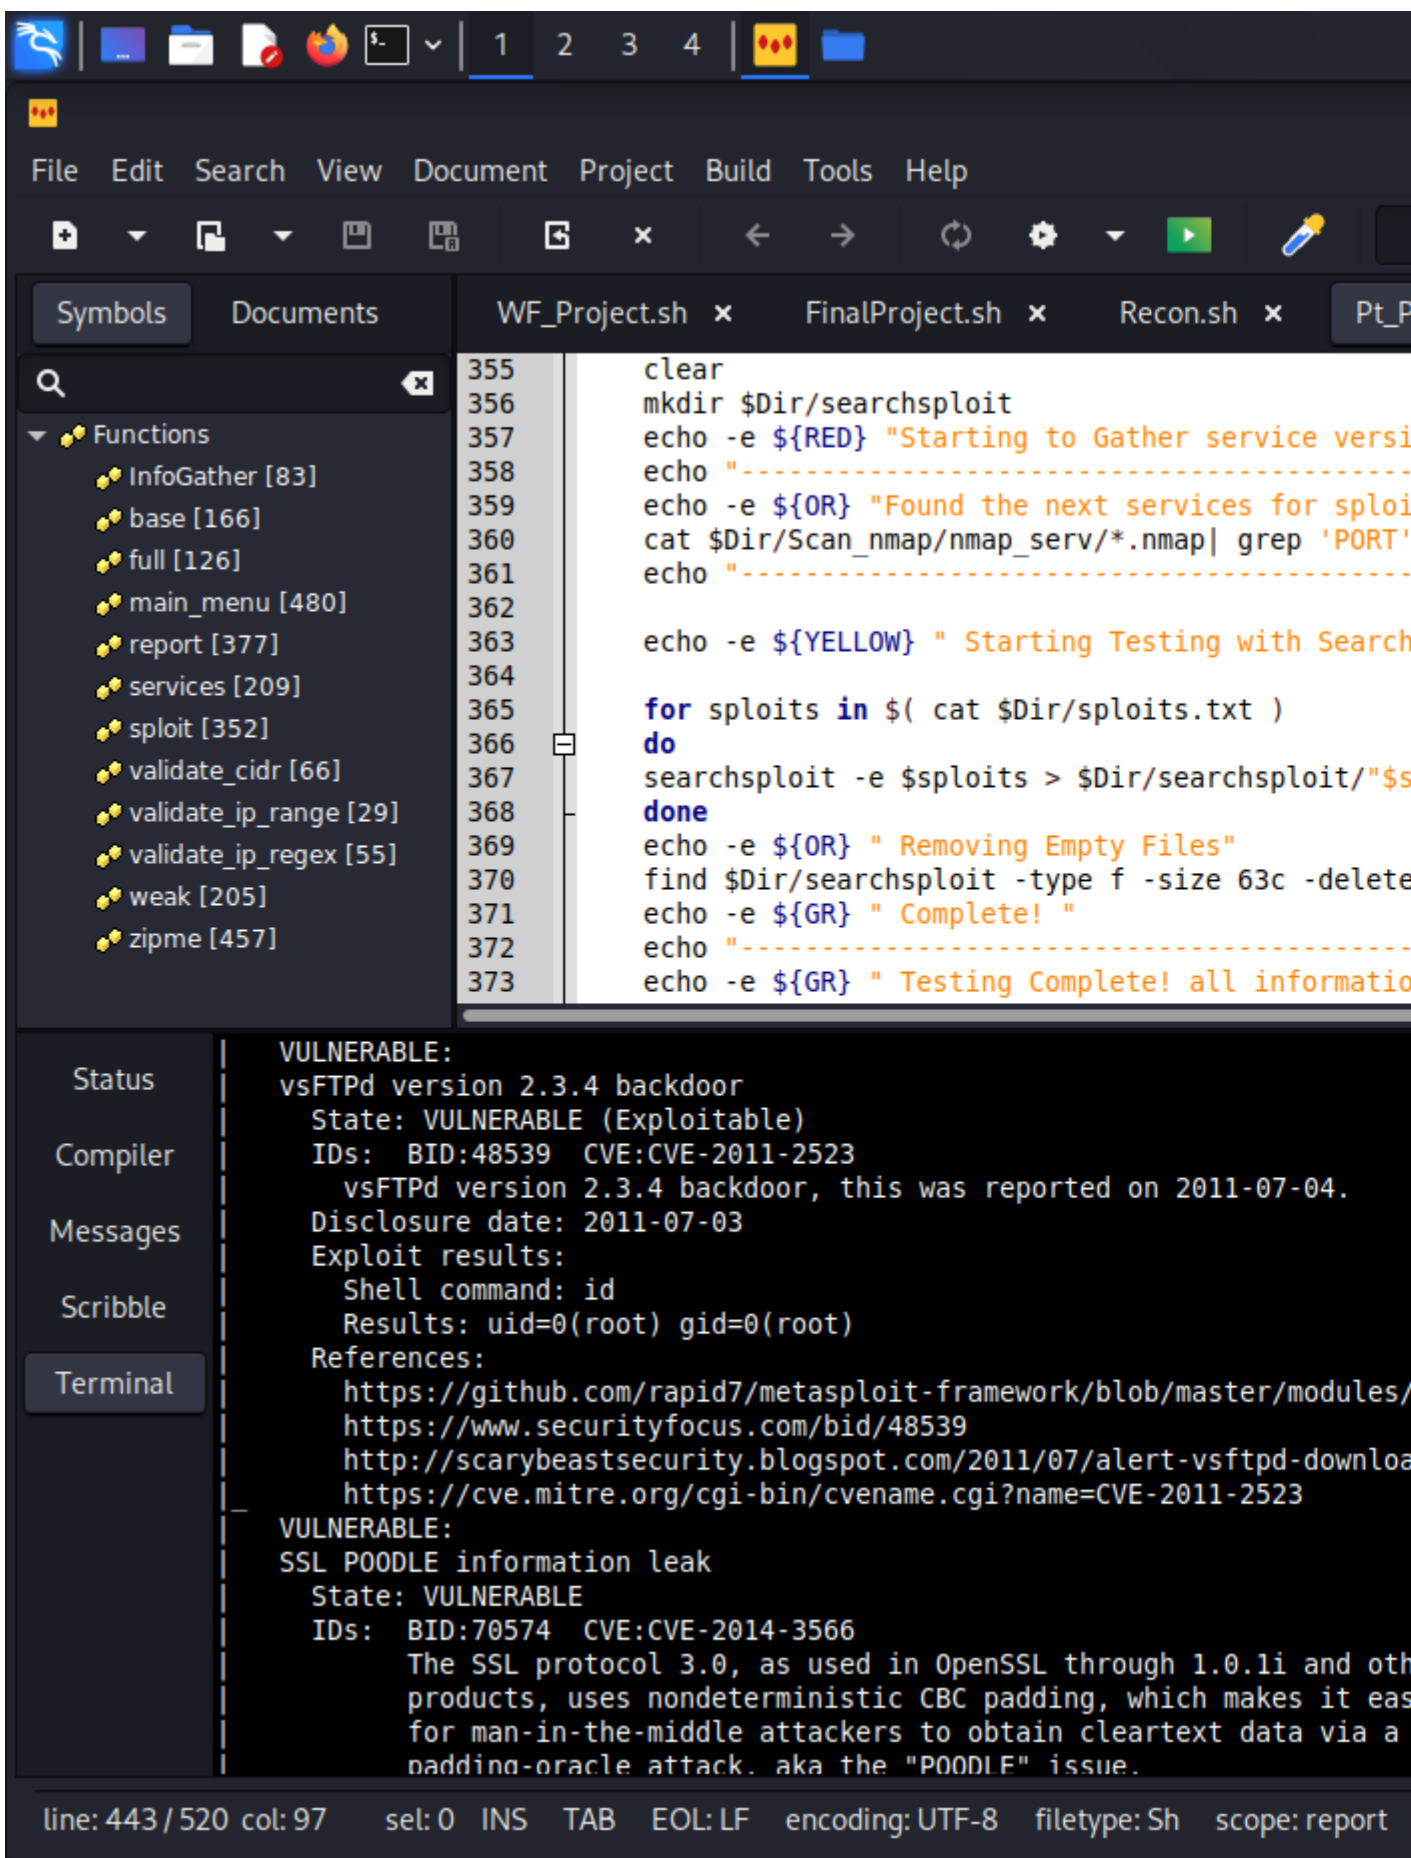 $-
1 2 3 4
File Edit Search View Document Project Build Tools Help
Symbols Documents
WF_Project.sh FinalProject.sh Recon.sh Pt_P
Functions
InfoGather [83]
base [166]
full [126]
main_menu [480]
report [377]
services [209]
sploit [352]
validate_cidr [66]
validate_ip_range [29]
validate_ip_regex [55]
weak [205]
zipme [457]
355 clear
356 mkdir $Dir/searchsploit
357 echo -e ${RED} "Starting to Gather service versi
358 echo "------------------------------------------
359 echo -e ${OR} "Found the next services for sploi
360 cat $Dir/Scan_nmap/nmap_serv/*.nmap| grep 'PORT'
361 echo "------------------------------------------
362
363 echo -e ${YELLOW} " Starting Testing with Search
364
365 for sploits in $( cat $Dir/sploits.txt )
366 do
367 searchsploit -e $sploits > $Dir/searchsploit/"$s
368 done
369 echo -e ${OR} " Removing Empty Files"
370 find $Dir/searchsploit -type f -size 63c -delete
371 echo -e ${GR} " Complete! "
372 echo "------------------------------------------
373 echo -e ${GR} " Testing Complete! all informatio
Status
Compiler
Messages
Scribble
Terminal
|   VULNERABLE:
|   vsFTPd version 2.3.4 backdoor
|     State: VULNERABLE (Exploitable)
|     IDs:  BID:48539  CVE:CVE-2011-2523
|       vsFTPd version 2.3.4 backdoor, this was reported on 2011-07-04.
|     Disclosure date: 2011-07-03
|     Exploit results:
|       Shell command: id
|       Results: uid=0(root) gid=0(root)
|     References:
|       https://github.com/rapid7/metasploit-framework/blob/master/modules/
|       https://www.securityfocus.com/bid/48539
|       http://scarybeastsecurity.blogspot.com/2011/07/alert-vsftpd-downloa
|_      https://cve.mitre.org/cgi-bin/cvename.cgi?name=CVE-2011-2523
|   VULNERABLE:
|   SSL POODLE information leak
|     State: VULNERABLE
|     IDs:  BID:70574  CVE:CVE-2014-3566
|           The SSL protocol 3.0, as used in OpenSSL through 1.0.1i and oth
|           products, uses nondeterministic CBC padding, which makes it eas
|           for man-in-the-middle attackers to obtain cleartext data via a
|           padding-oracle attack, aka the "POODLE" issue.
line: 443 / 520 col: 97 sel: 0 INS TAB EOL: LF encoding: UTF-8 filetype: Sh scope: report